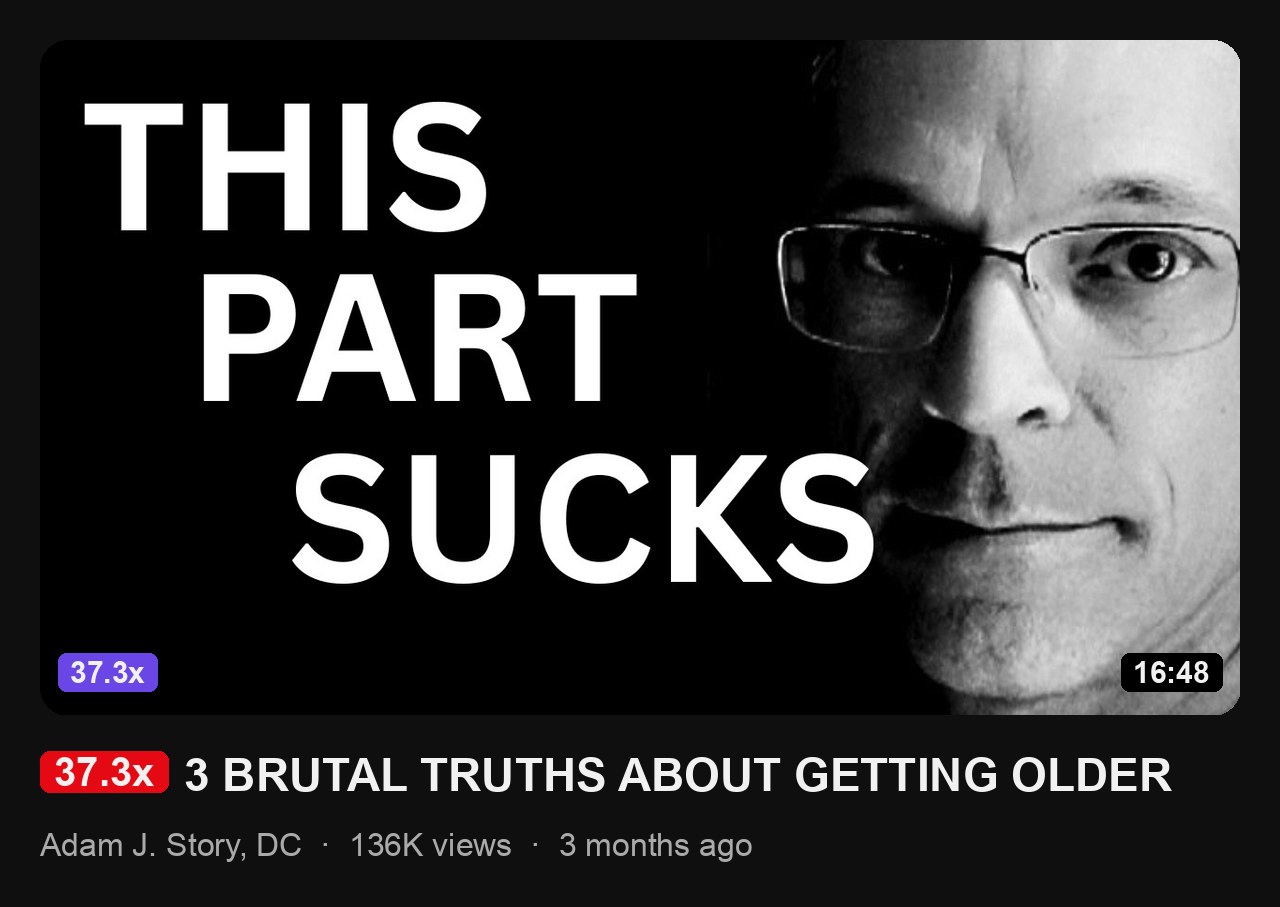 THIS
PART
SUCKS
37.3x
16:48
37.3x 3 BRUTAL TRUTHS ABOUT GETTING OLDER
Adam J. Story, DC · 136K views · 3 months ago